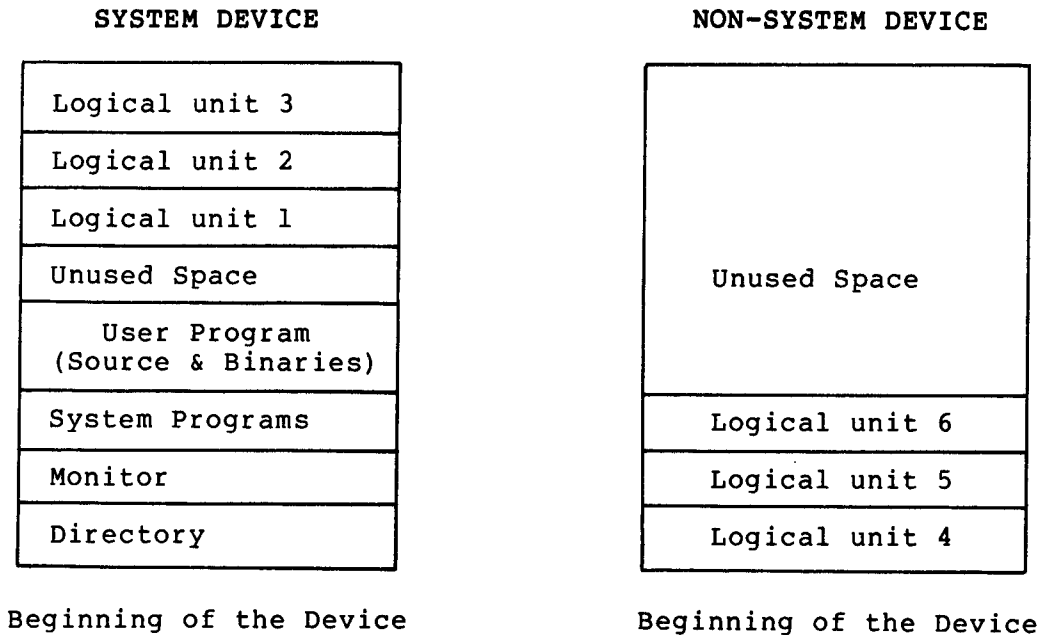 SYSTEM DEVICE
Logical unit 3
Logical unit 2
Logical unit 1
Unused Space
User Program
(Source & Binaries)
System Programs
Monitor
Directory
Beginning of the Device
NON-SYSTEM DEVICE
Unused Space
Logical unit 6
Logical unit 5
Logical unit 4
Beginning of the Device